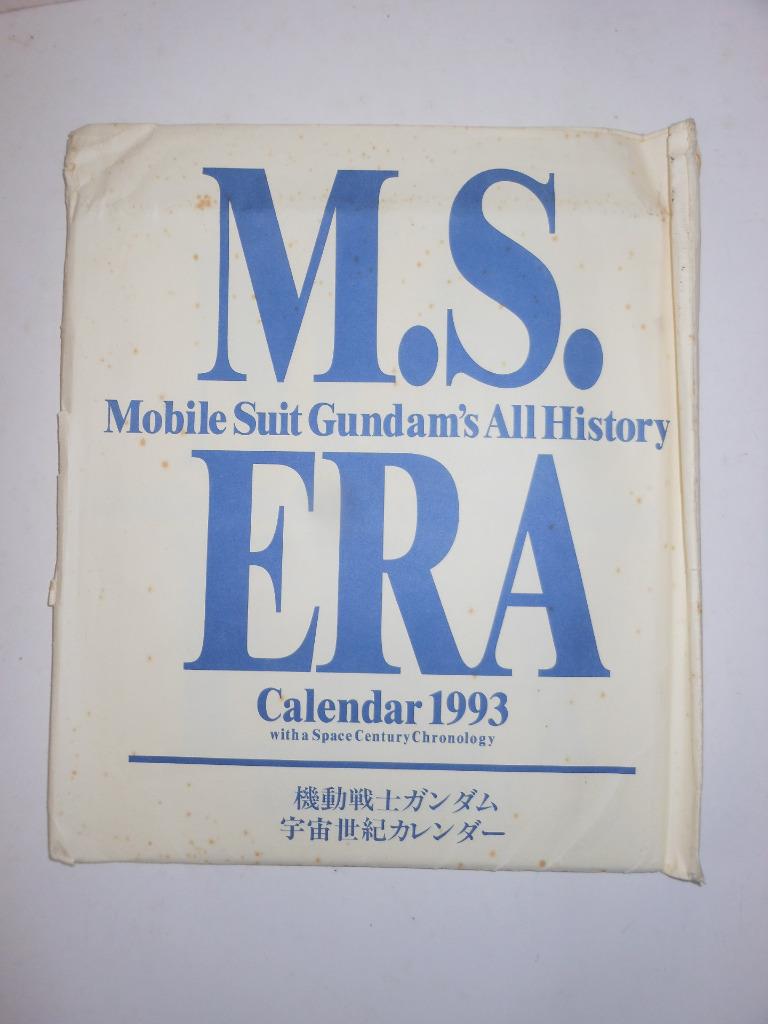 M.S.
Mobile Suit Gundam's All History
ERA
Calendar 1993
with a Space Century Chronology
機動戦士ガンダム
宇宙世紀カレンダー